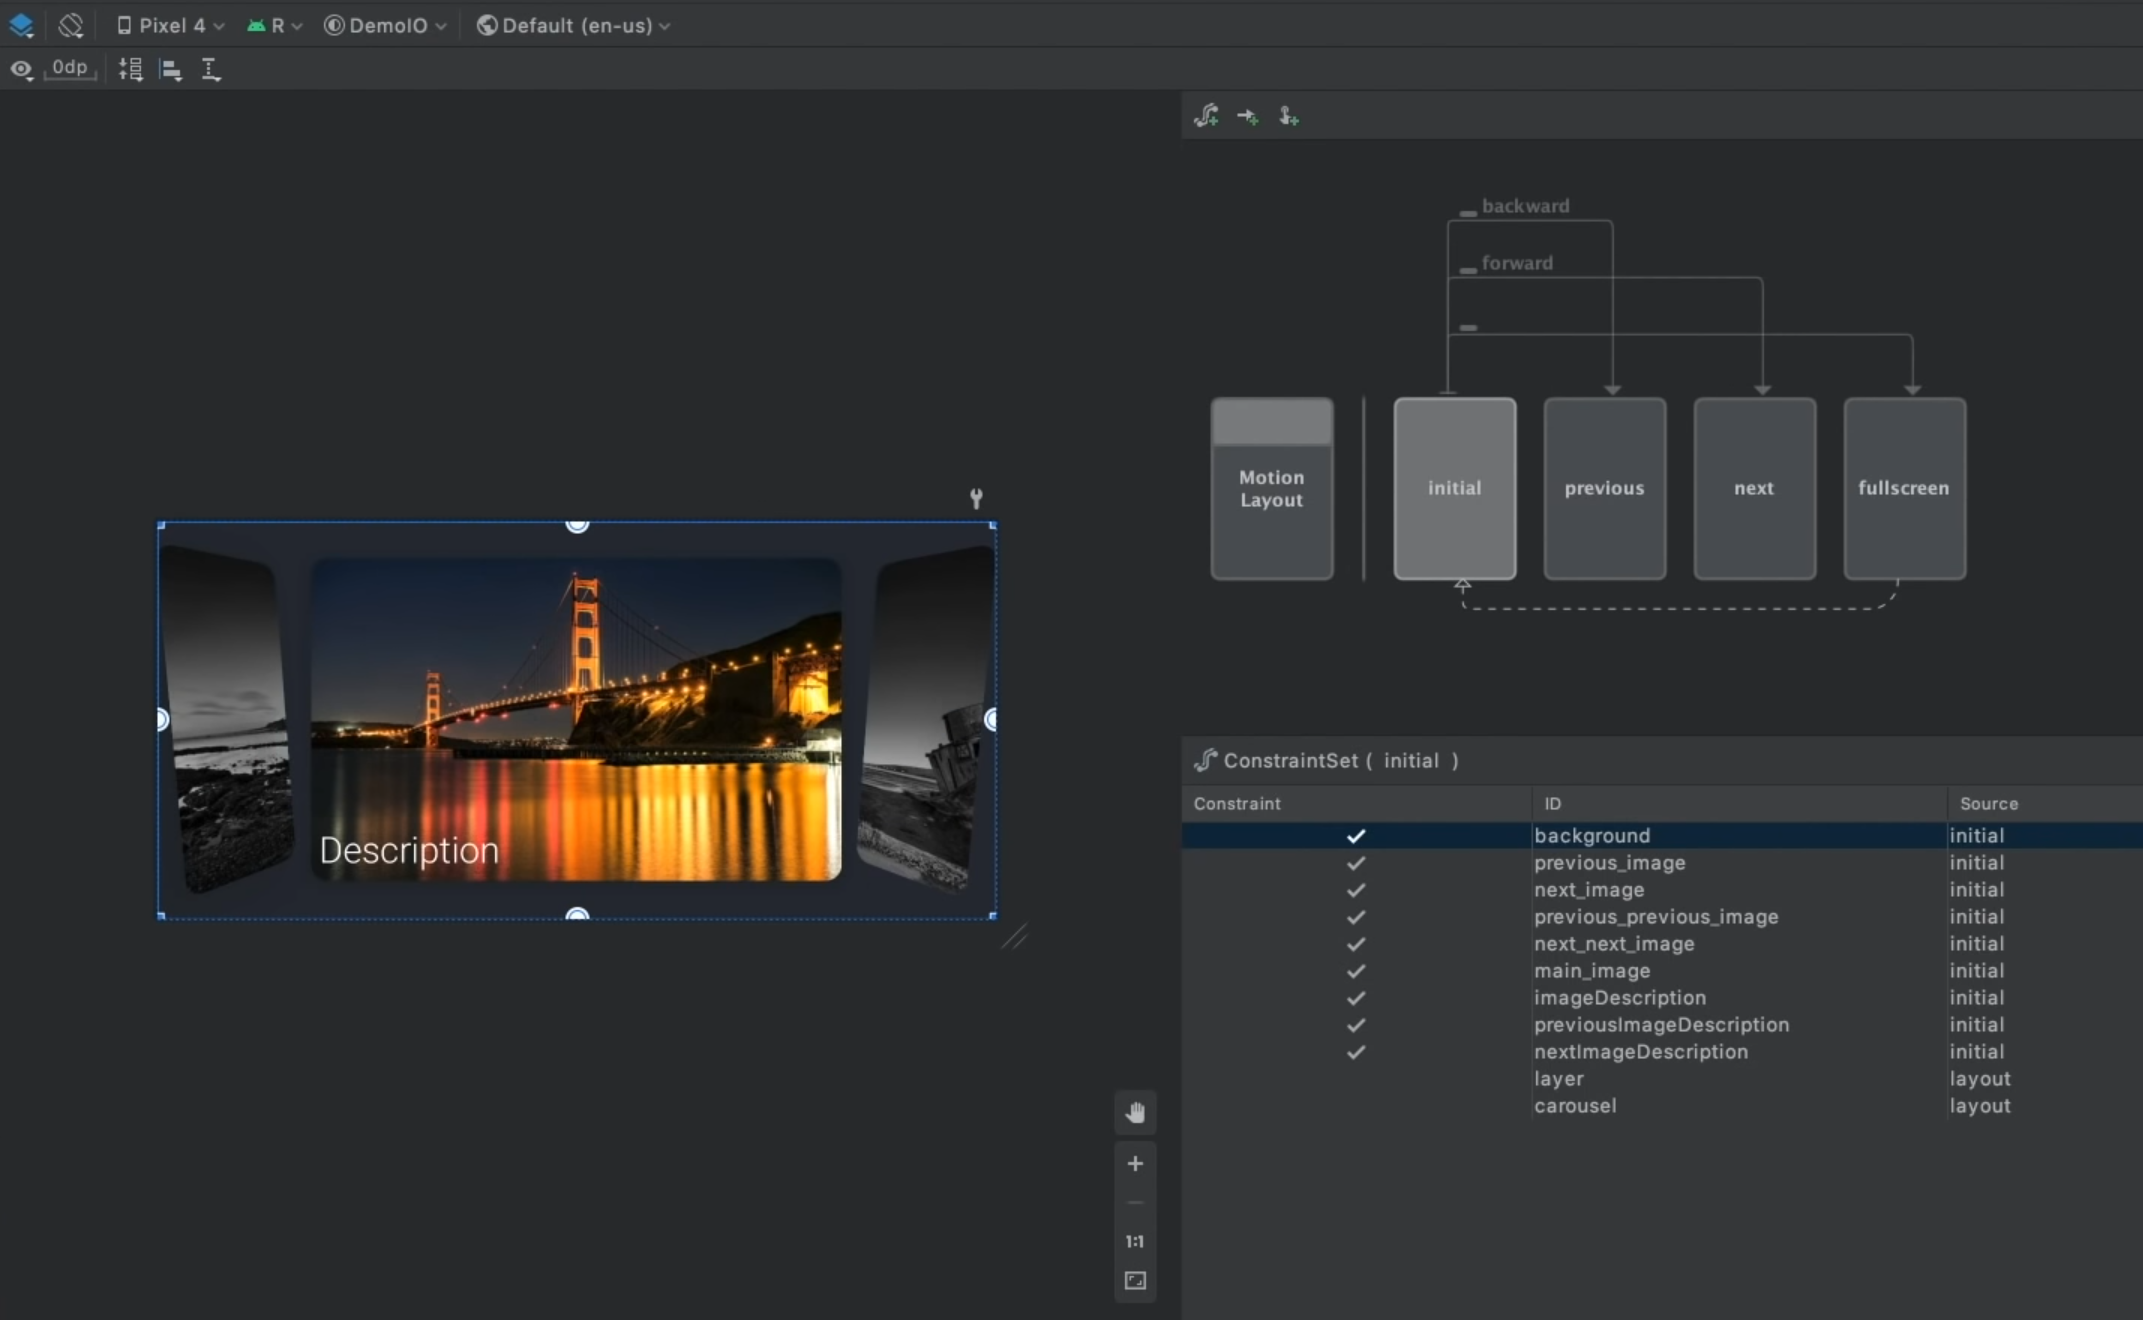 Pixel 4
R
DemoIO
Default (en-us)
0dp
backward
forward
Motion
Layout
initial
previous
next
fullscreen
Description
ConstraintSet ( initial )
Constraint ID Source
background initial
previous_image initial
next_image initial
previous_previous_image initial
next_next_image initial
main_image initial
imageDescription initial
previousImageDescription initial
nextImageDescription initial
layer layout
carousel layout
1:1